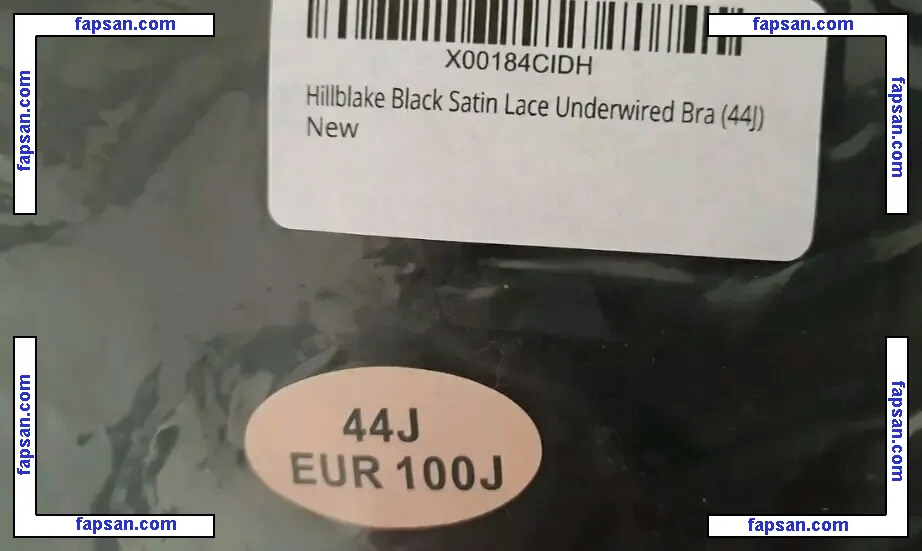 fapsan.com
fapsan.com
fapsan.com
fapsan.com
X00184CIDH
Hillblake Black Satin Lace Underwired Bra (44J)
New
44J
EUR 100J
fapsan.com
fapsan.com
fapsan.com
fapsan.com